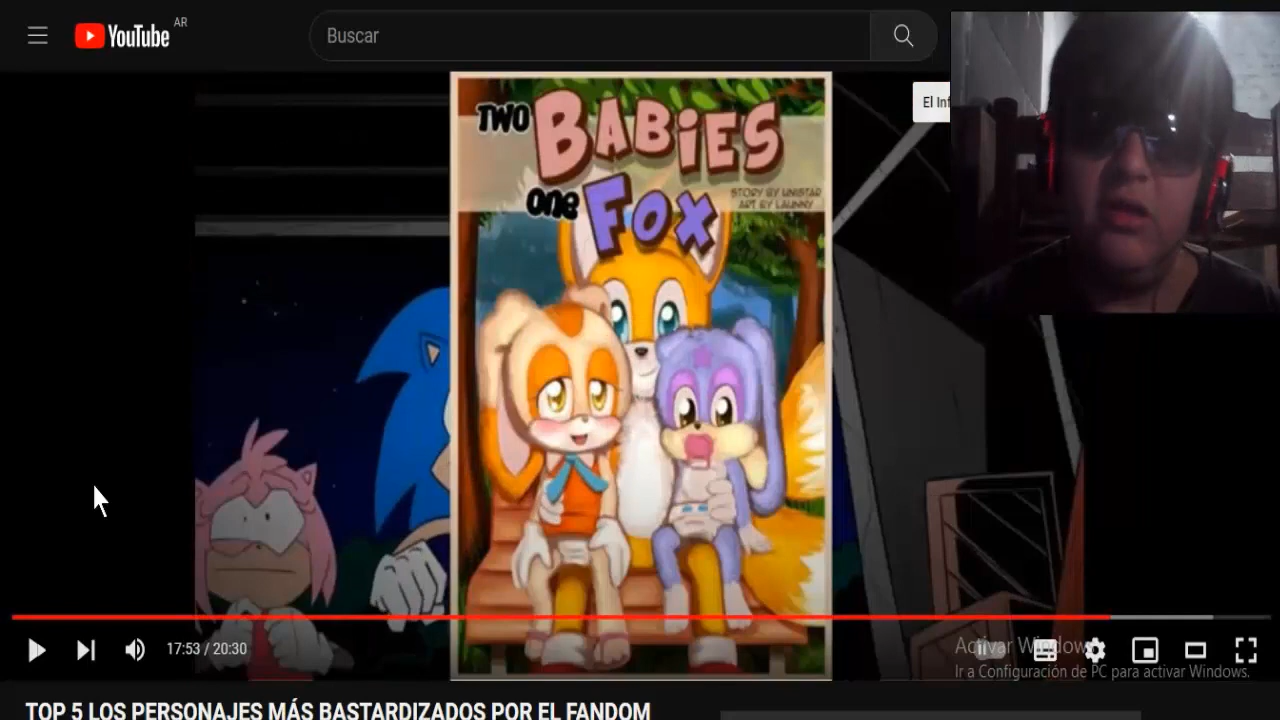 AR
YouTube
Buscar
El Inf
TWO
BABIES
one
FOX
STORY BY UNISTAR
ART BY LAUNNY
17:53 / 20:30
Activar Windows
Ir a Configuración de PC para activar Windows.
TOP 5 LOS PERSONAJES MÁS BASTARDIZADOS POR EL FANDOM